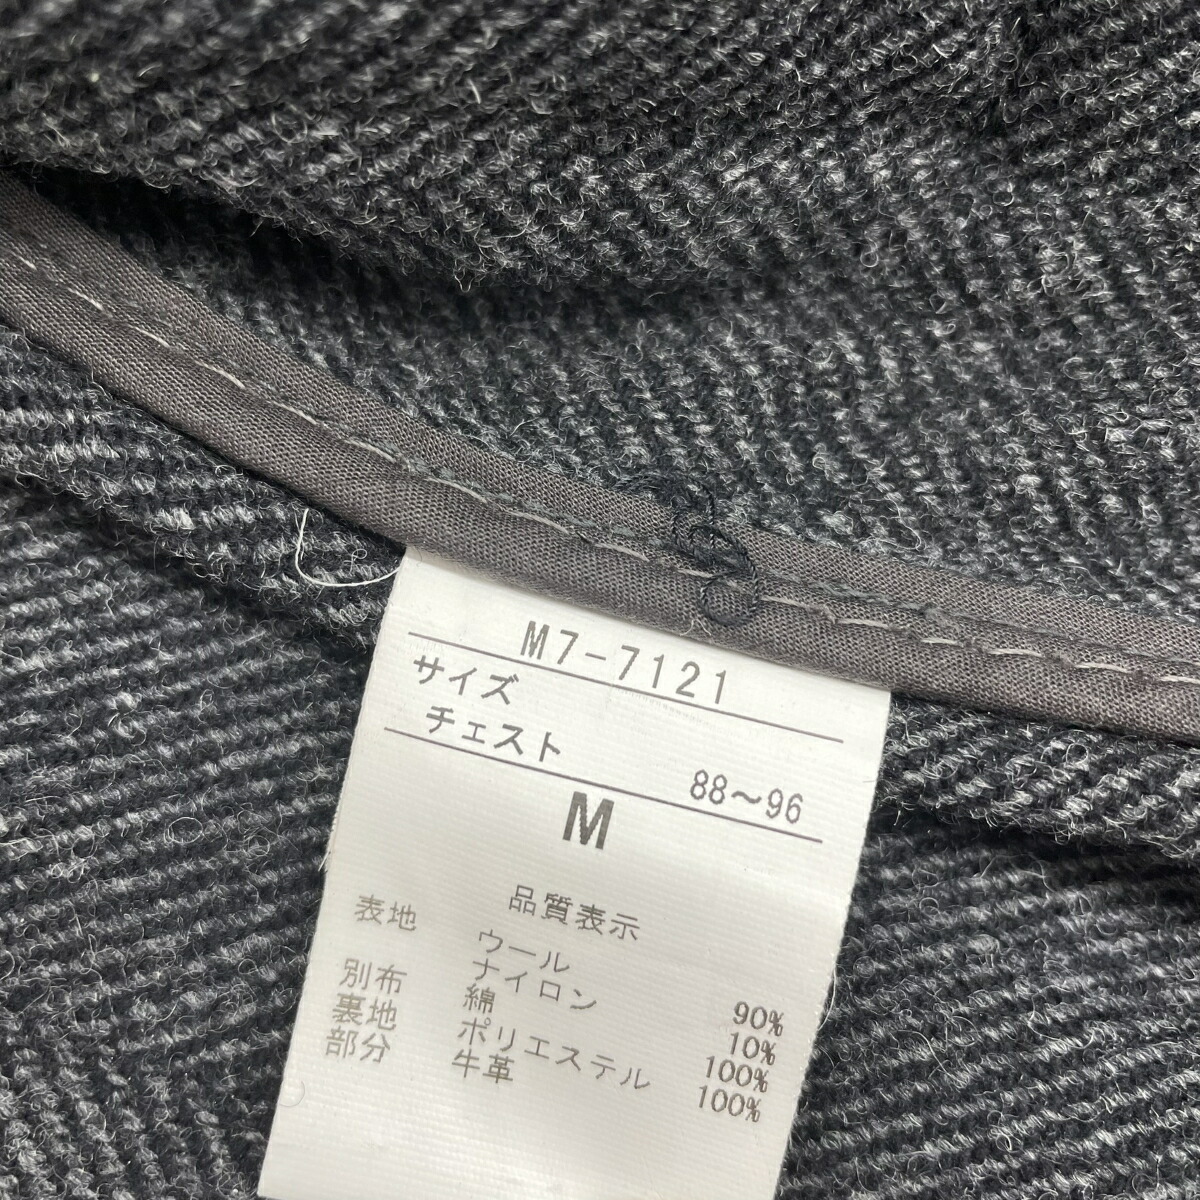 M7-7121
サイズ
チェスト 88～96
M
品質表示
表地 ウール 90%
ナイロン 10%
別布 綿 100%
裏地 ポリエステル 100%
部分 牛革